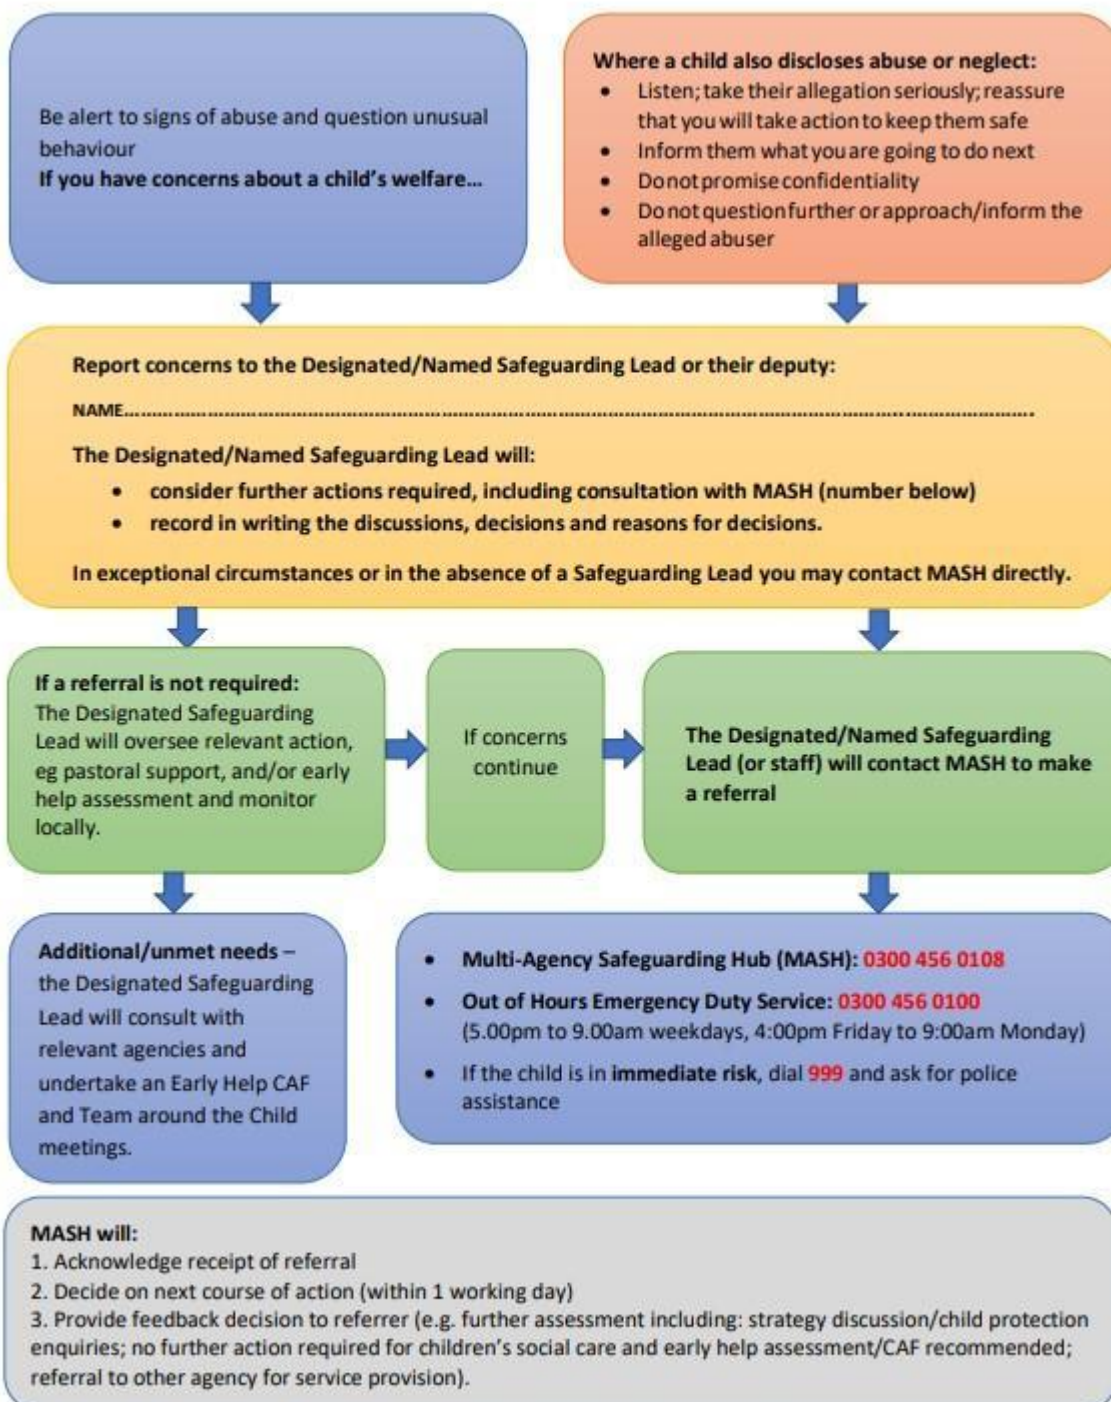 Be alert to signs of abuse and question unusual
behaviour
If you have concerns about a child's welfare…
Where a child also discloses abuse or neglect:
• Listen; take their allegation seriously; reassure
that you will take action to keep them safe
• Inform them what you are going to do next
• Do not promise confidentiality
• Do not question further or approach/inform the
alleged abuser
Report concerns to the Designated/Named Safeguarding Lead or their deputy:
NAME……………………………………………………………………………………………………………………………..………………….
The Designated/Named Safeguarding Lead will:
• consider further actions required, including consultation with MASH (number below)
• record in writing the discussions, decisions and reasons for decisions.
In exceptional circumstances or in the absence of a Safeguarding Lead you may contact MASH directly.
If a referral is not required:
The Designated Safeguarding
Lead will oversee relevant action,
eg pastoral support, and/or early
help assessment and monitor
locally.
If concerns
continue
The Designated/Named Safeguarding
Lead (or staff) will contact MASH to make
a referral
Additional/unmet needs –
the Designated Safeguarding
Lead will consult with
relevant agencies and
undertake an Early Help CAF
and Team around the Child
meetings.
• Multi-Agency Safeguarding Hub (MASH): 0300 456 0108
• Out of Hours Emergency Duty Service: 0300 456 0100
(5.00pm to 9.00am weekdays, 4:00pm Friday to 9:00am Monday)
• If the child is in immediate risk, dial 999 and ask for police
assistance
MASH will:
1. Acknowledge receipt of referral
2. Decide on next course of action (within 1 working day)
3. Provide feedback decision to referrer (e.g. further assessment including: strategy discussion/child protection
enquiries; no further action required for children's social care and early help assessment/CAF recommended;
referral to other agency for service provision).